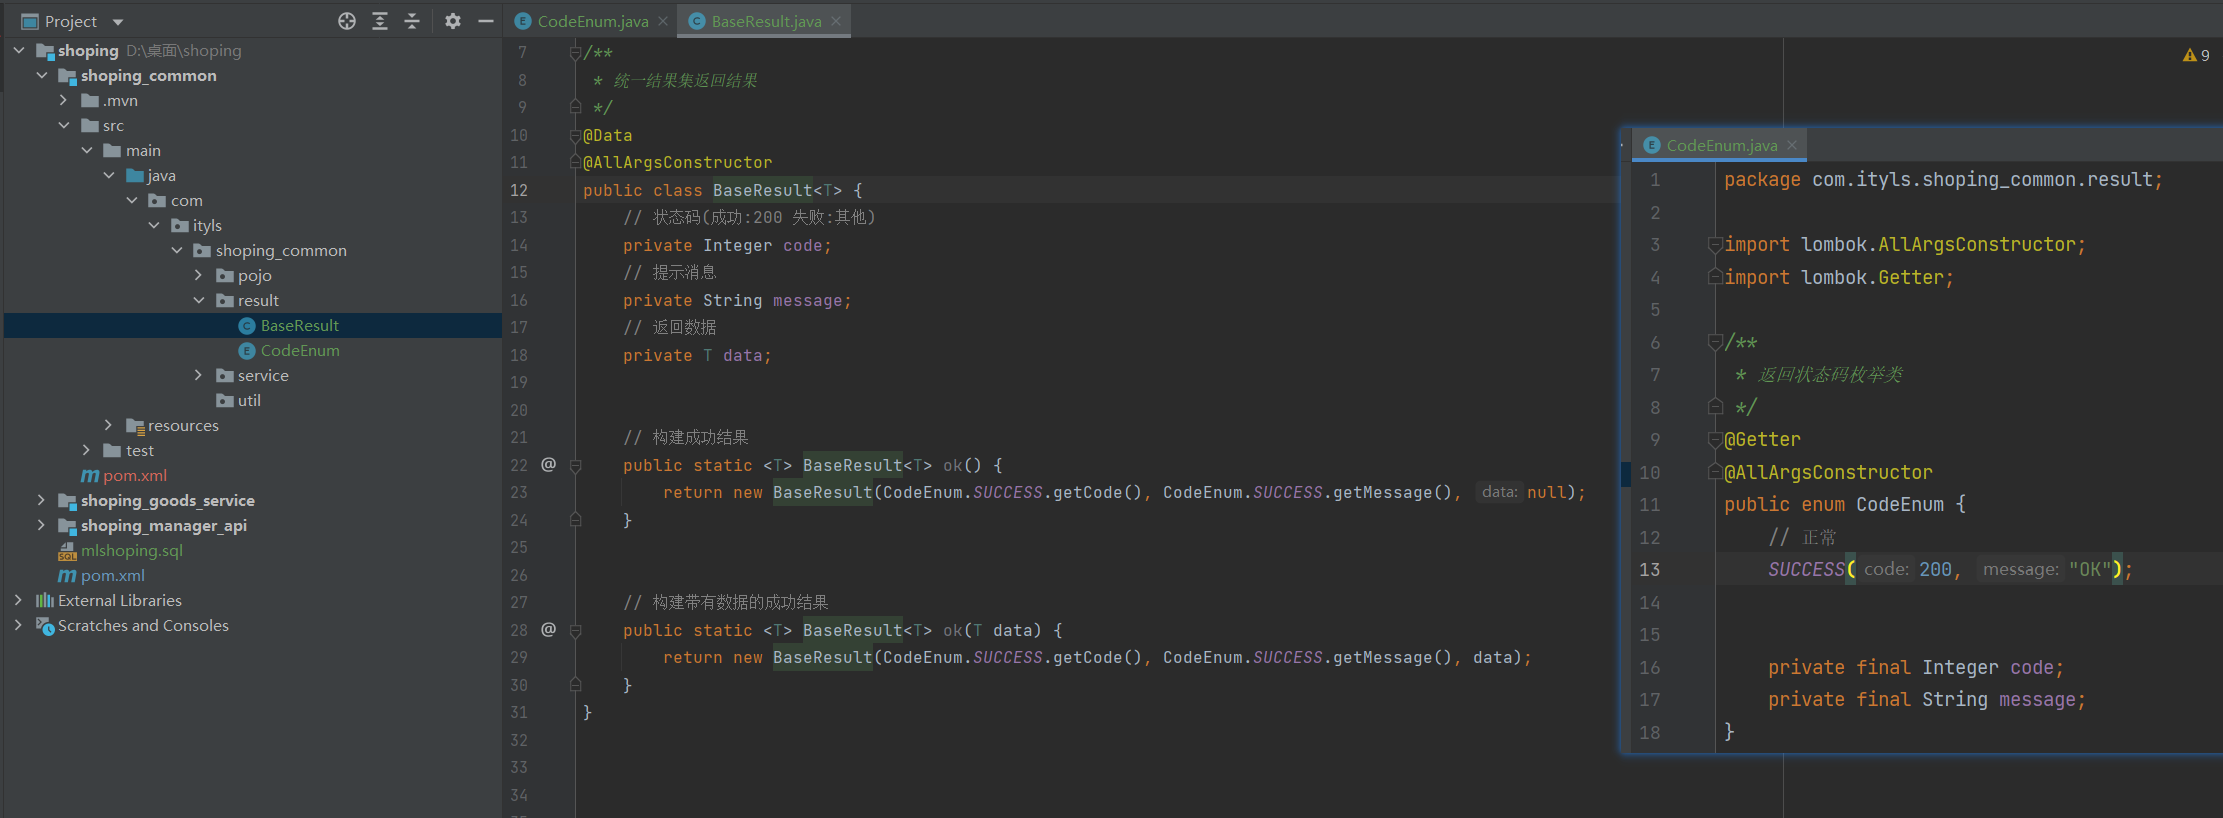 Project
shoping D:\桌面\shoping
shoping_common
.mvn
src
main
java
com
ityls
shoping_common
pojo
result
BaseResult
CodeEnum
service
util
resources
test
pom.xml
shoping_goods_service
shoping_manager_api
mlshoping.sql
pom.xml
External Libraries
Scratches and Consoles
CodeEnum.java
BaseResult.java
9
7 /**
8 * 统一结果集返回结果
9 */
10 @Data
11 @AllArgsConstructor
12 public class BaseResult<T> {
13 // 状态码(成功:200 失败:其他)
14 private Integer code;
15 // 提示消息
16 private String message;
17 // 返回数据
18 private T data;
19
20
21 // 构建成功结果
22 @ public static <T> BaseResult<T> ok() {
23 return new BaseResult(CodeEnum.SUCCESS.getCode(), CodeEnum.SUCCESS.getMessage(), data: null);
24 }
25
26
27 // 构建带有数据的成功结果
28 @ public static <T> BaseResult<T> ok(T data) {
29 return new BaseResult(CodeEnum.SUCCESS.getCode(), CodeEnum.SUCCESS.getMessage(), data);
30 }
31 }
32
33
34
CodeEnum.java
1 package com.ityls.shoping_common.result;
2
3 import lombok.AllArgsConstructor;
4 import lombok.Getter;
5
6 /**
7 * 返回状态码枚举类
8 */
9 @Getter
10 @AllArgsConstructor
11 public enum CodeEnum {
12 // 正常
13 SUCCESS( code: 200, message: "OK");
14
15
16 private final Integer code;
17 private final String message;
18 }